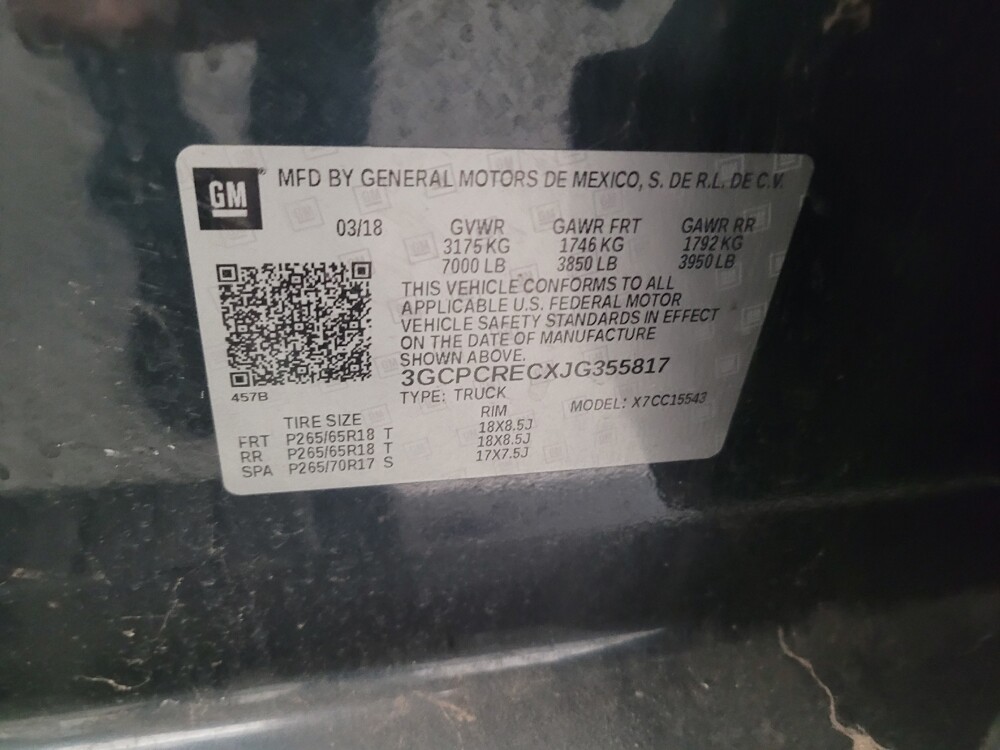 GM ® MFD BY GENERAL MOTORS DE MEXICO, S. DE R.L. DE C.V.
03/18 GVWR GAWR FRT GAWR RR
3175 KG 1746 KG 1792 KG
7000 LB 3850 LB 3950 LB
THIS VEHICLE CONFORMS TO ALL
APPLICABLE U.S. FEDERAL MOTOR
VEHICLE SAFETY STANDARDS IN EFFECT
ON THE DATE OF MANUFACTURE
SHOWN ABOVE.
3GCPCRECXJG355817
457B
TYPE: TRUCK MODEL: X7CC15543
TIRE SIZE RIM
FRT P265/65R18 T 18X8.5J
RR P265/65R18 T 18X8.5J
SPA P265/70R17 S 17X7.5J